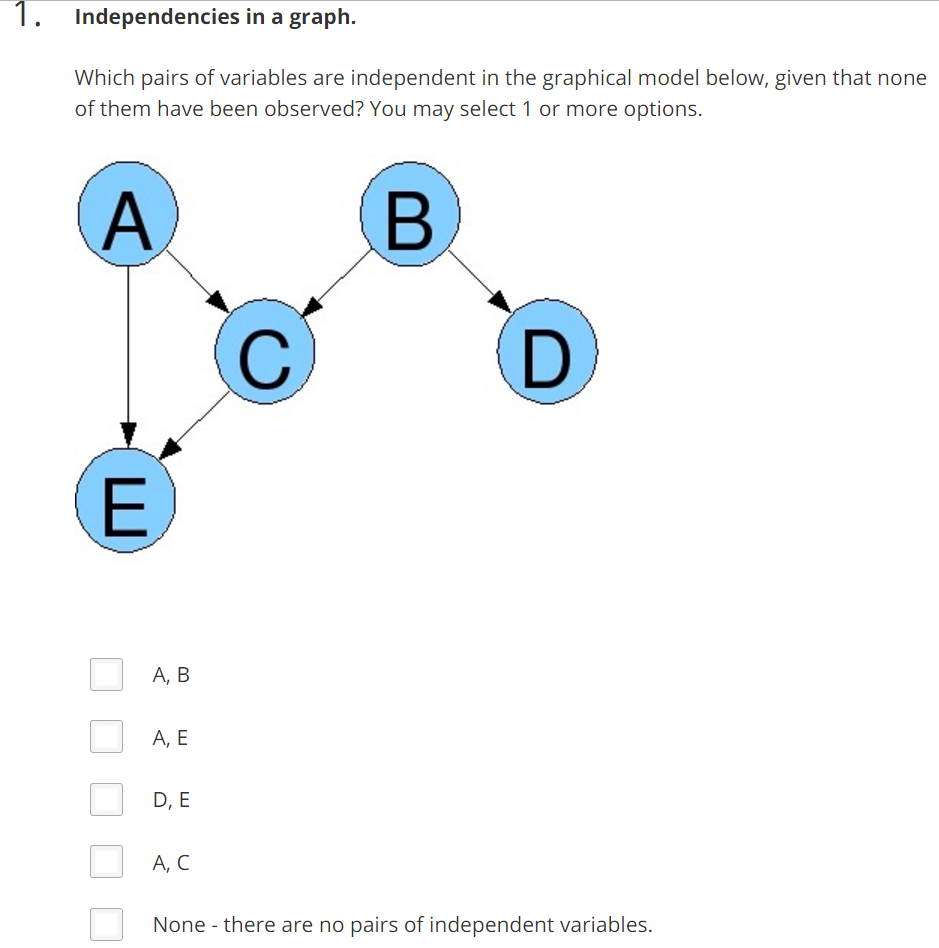 1. Independencies in a graph.
Which pairs of variables are independent in the graphical model below, given that none
of them have been observed? You may select 1 or more options.
A B
C D
E
A, B
A, E
D, E
A, C
None - there are no pairs of independent variables.